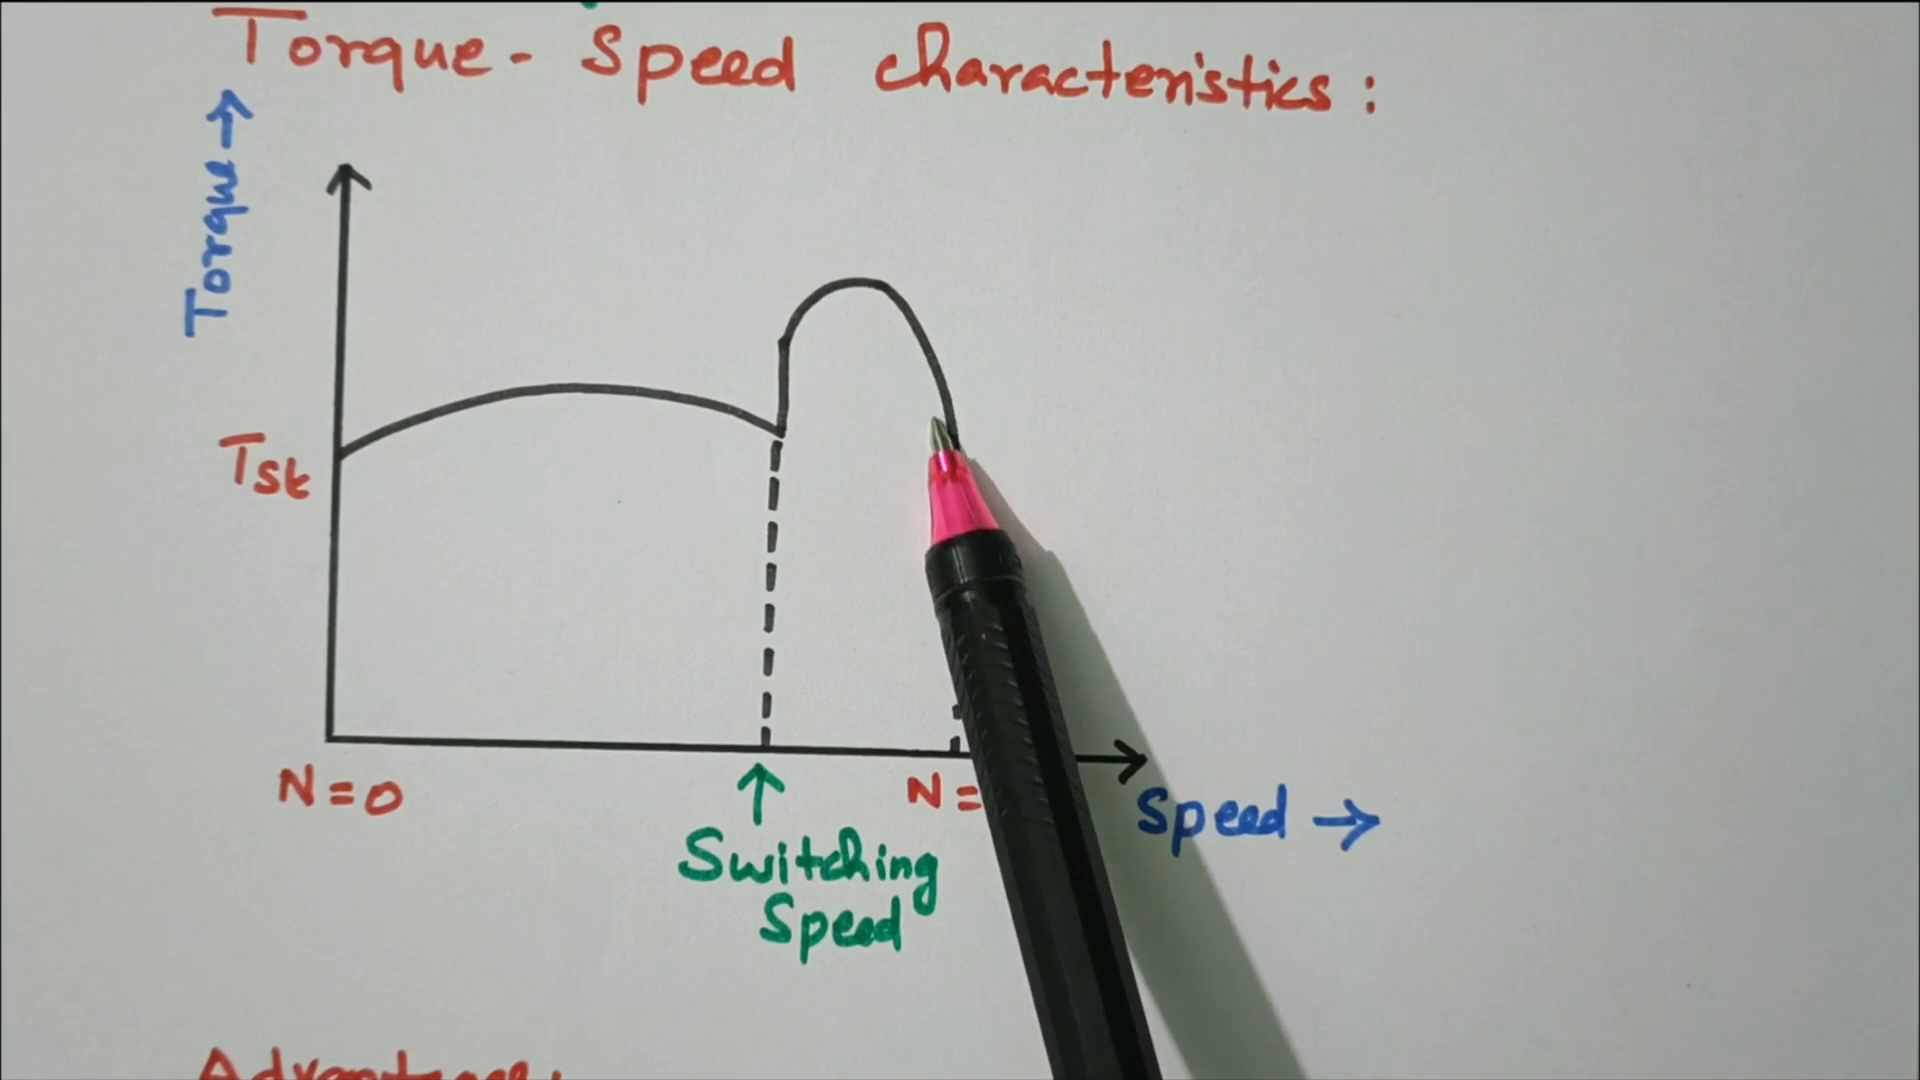 Torque - Speed characteristics :
Torque →
Tst
N = 0
N =
Speed →
↑
Switching
Speed